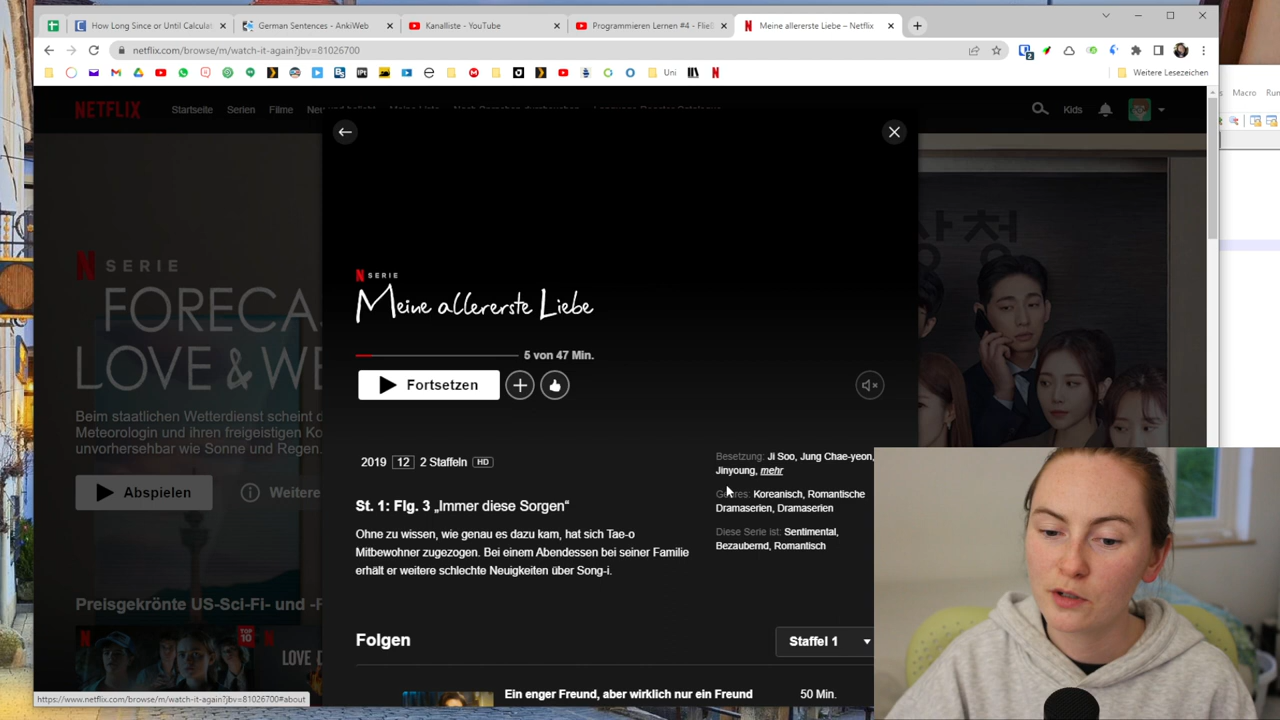 How Long Since or Until Calculat
German Sentences - AnkiWeb
Kanalliste - YouTube
Programmieren Lernen #4 - Flie
Meine allererste Liebe – Netflix
netflix.com/browse/m/watch-it-again?jbv=81026700
Uni
Weitere Lesezeichen
Macro
Run
NETFLIX
Startseite
Serien
Filme
Kids
N SERIE
FORECA
LOVE & WE
Beim staatlichen Wetterdienst scheint d
Meteorologin und ihren freigeistigen Ko
unvorhersehbar wie Sonne und Regen.
Abspielen
Weitere
Preisgekrönte US-Sci-Fi- und -F
TOP
10
LOVE
상청
N SERIE
Meine allererste Liebe
5 von 47 Min.
Fortsetzen
2019 12 2 Staffeln HD
St. 1: Flg. 3 „Immer diese Sorgen“
Ohne zu wissen, wie genau es dazu kam, hat sich Tae-o
Mitbewohner zugezogen. Bei einem Abendessen bei seiner Familie
erhält er weitere schlechte Neuigkeiten über Song-i.
Besetzung: Ji Soo, Jung Chae-yeon,
Jinyoung, mehr
Genres: Koreanisch, Romantische
Dramaserien, Dramaserien
Diese Serie ist: Sentimental,
Bezaubernd, Romantisch
Folgen
Staffel 1
Ein enger Freund, aber wirklich nur ein Freund
50 Min.
https://www.netflix.com/browse/m/watch-it-again?jbv=81026700#about